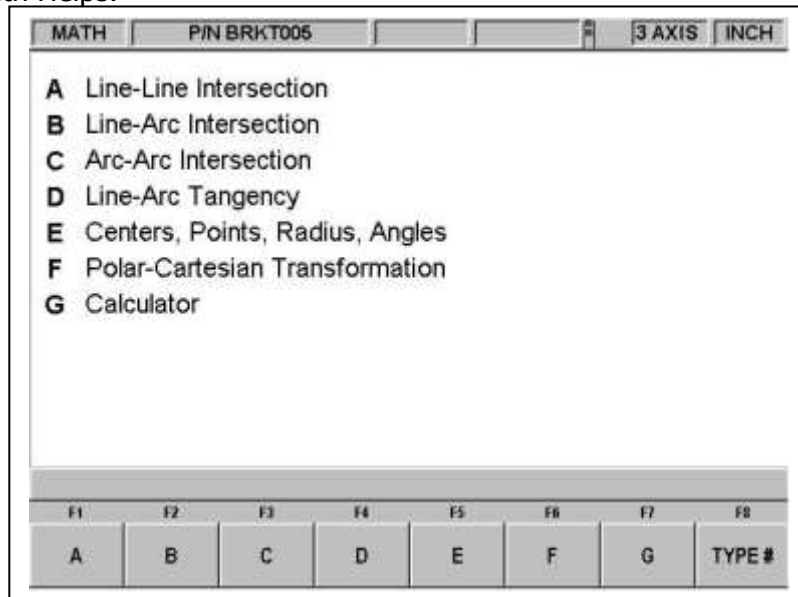 MATH P/N BRKT005 3 AXIS INCH
A Line-Line Intersection
B Line-Arc Intersection
C Arc-Arc Intersection
D Line-Arc Tangency
E Centers, Points, Radius, Angles
F Polar-Cartesian Transformation
G Calculator
F1 F2 F3 F4 F5 F6 F7 F8
A B C D E F G TYPE #